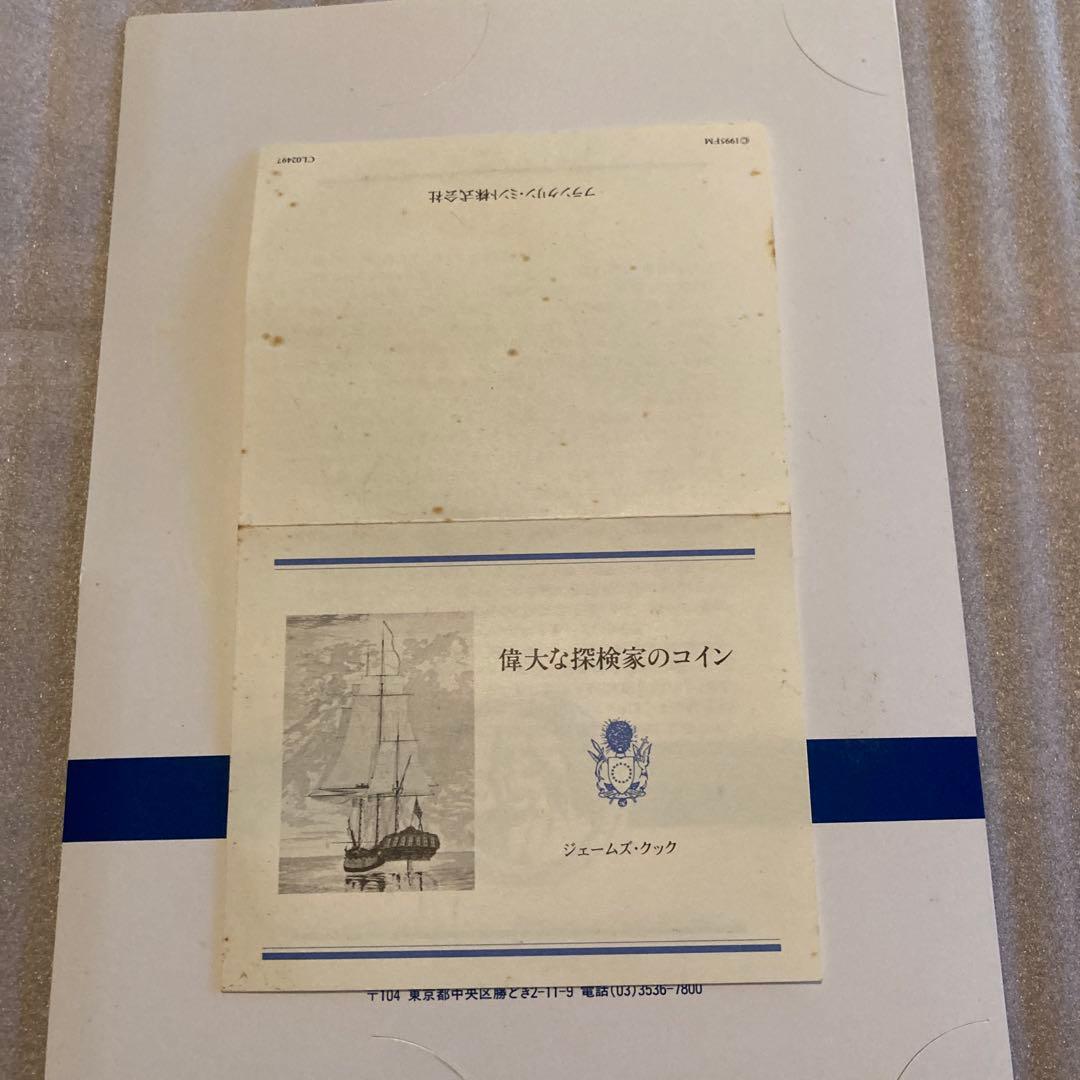 CL02497
©1995FM
フランクリン・ミント株式会社
偉大な探検家のコイン
ジェームズ・クック
〒104 東京都中央区勝どき2-11-9 電話(03)3536-7800